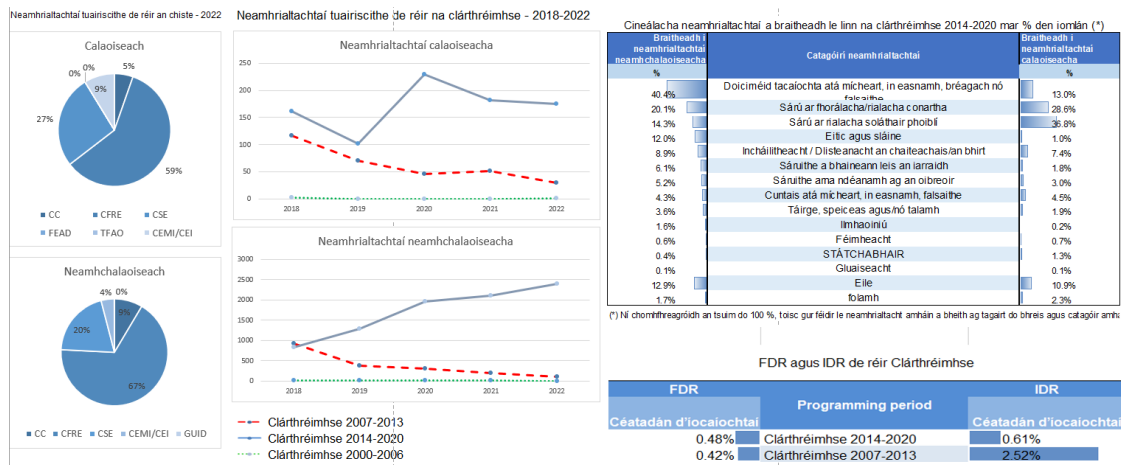 Neamhrialtachtaí tuairiscithe de réir an chiste - 2022
Calaoiseach
0%
0%
5%
9%
27%
59%
CC
CFRE
CSE
FEAD
TFAO
CEMI/CEI
Neamhchalaoiseach
4%
0%
9%
20%
67%
CC
CFRE
CSE
CEMI/CEI
GUID
Neamhrialtachtaí tuairiscithe de réir na clárthréimhse - 2018-2022
Neamhrialtachtaí calaoiseacha
250
200
150
100
50
0
2018
2019
2020
2021
2022
Neamhaorialtachtaí neamhchalaoiseacha
3000
2500
2000
1500
1000
500
0
2018
2019
2020
2021
2022
Clárthréimhse 2007-2013
Clárthréimhse 2014-2020
Clárthréimhse 2000-2006
Cineálacha neamhrialtachtaí a braitheadh le linn na clárthréimhse 2014-2020 mar % den iomlán (*)
Braitheadh i
neamhrialtachtaí
neamhchalaoiseacha
Catagóirí neamhrialtachtaí
Braitheadh i
neamhrialtachtaí
calaoiseacha
%
%
Doiciméid tacaíochta atá mícheart, in easnamh, bréagach nó
falsaithe
40.4%
13.0%
20.1% Sárú ar fhorálacha/rialacha conartha 28.6%
14.3% Sárú ar rialacha soláthair phoiblí 36.8%
12.0% Eitic agus sláine 1.0%
8.9% Incháilitheacht / Dlisteanacht an chaiteachais/an bhirt 7.4%
6.1% Sáruithe a bhaineann leis an iarraidh 1.8%
5.2% Sáruithe arna ndéanamh ag an oibreoir 3.0%
4.3% Cuntais atá mícheart, in easnamh, falsaithe 4.5%
3.6% Táirge, speiceas agus/nó talamh 1.9%
1.6% Ilmhaoiniú 0.2%
0.6% Féimheacht 0.7%
0.4% STÁTCHABHAIR 1.3%
0.1% Gluaiseacht 0.1%
12.9% Eile 10.9%
1.7% folamh 2.3%
(*) Ní chomhfhreagróidh an tsuim do 100 %, toisc gur féidir le neamhrialtacht amháin a bheith ag tagairt do bhreis agus catagóir
FDR agus IDR de réir Clárthréimhse
FDR
Programming period
IDR
Céatadán d'íocaíochtaí
Céatadán d'íocaíochtaí
0.48% Clárthréimhse 2014-2020 0.61%
0.42% Clárthréimhse 2007-2013 2.52%